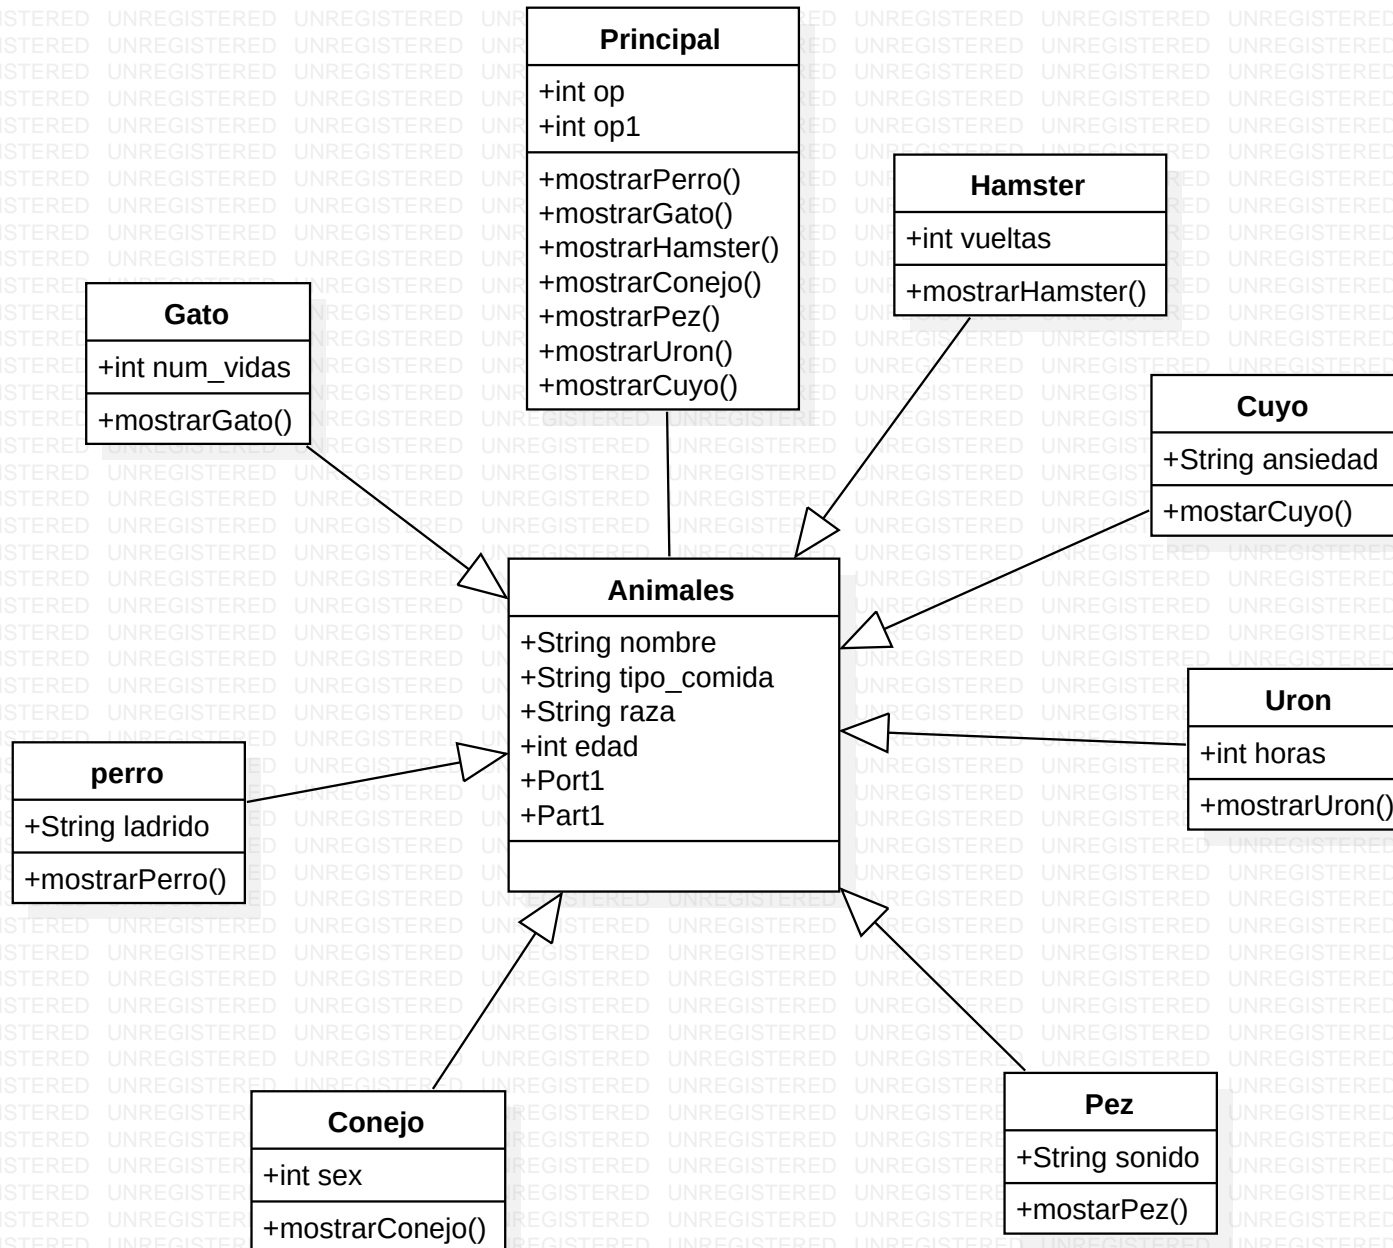 Principal
+int op
+int op1
+mostrarPerro()
+mostrarGato()
+mostrarHamster()
+mostrarConejo()
+mostrarPez()
+mostrarUron()
+mostrarCuyo()
Hamster
+int vueltas
+mostrarHamster()
Gato
+int num_vidas
+mostrarGato()
Cuyo
+String ansiedad
+mostarCuyo()
Animales
+String nombre
+String tipo_comida
+String raza
+int edad
+Port1
+Part1
Uron
+int horas
+mostrarUron()
perro
+String ladrido
+mostrarPerro()
Conejo
+int sex
+mostrarConejo()
Pez
+String sonido
+mostarPez()
UNREGISTERED